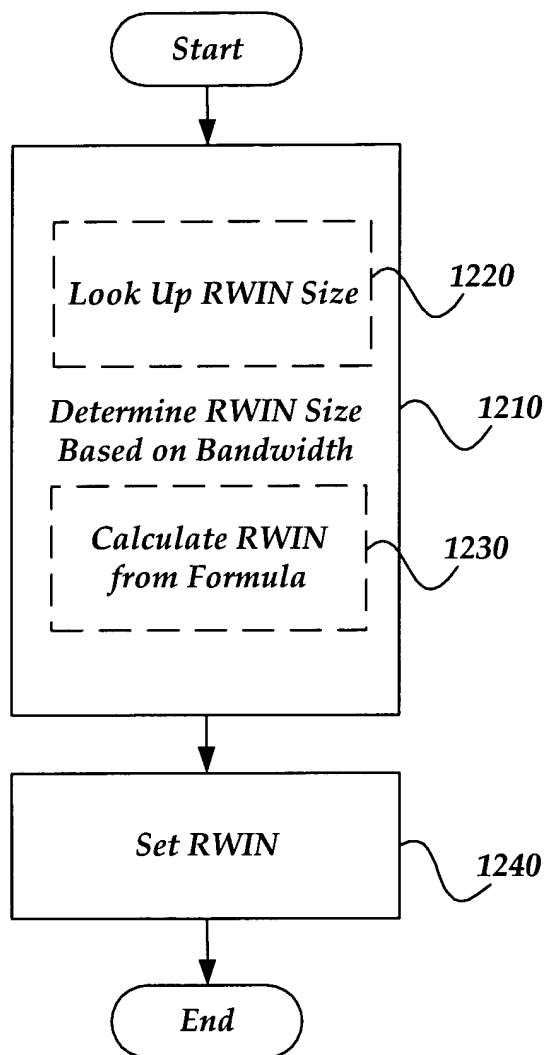 Start
Look Up RWIN Size
1220
Determine RWIN Size
Based on Bandwidth
1210
Calculate RWIN
from Formula
1230
Set RWIN
1240
End